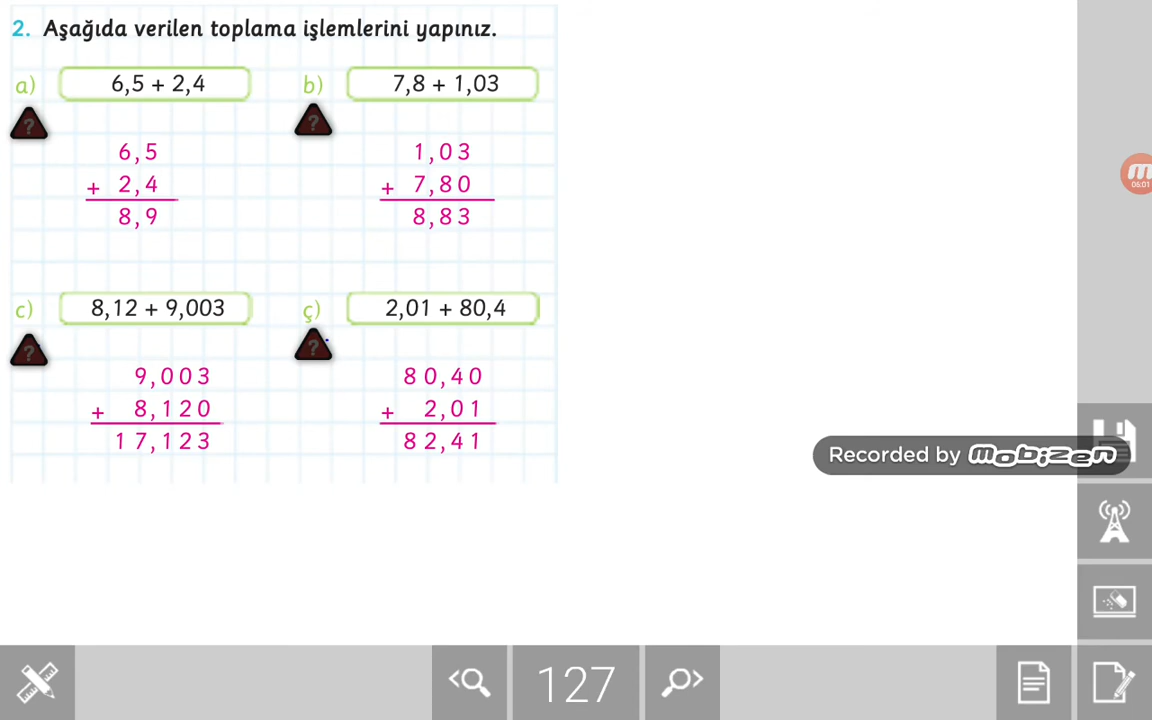 2. Aşağıda verilen toplama işlemlerini yapınız.
a) 6,5 + 2,4
?
6,5
+ 2,4
8,9
b) 7,8 + 1,03
?
1,03
+ 7,80
8,83
c) 8,12 + 9,003
?
9,003
+ 8,120
17,123
ç) 2,01 + 80,4
?
80,40
+ 2,01
82,41
m
06:01
Recorded by mobizen
127